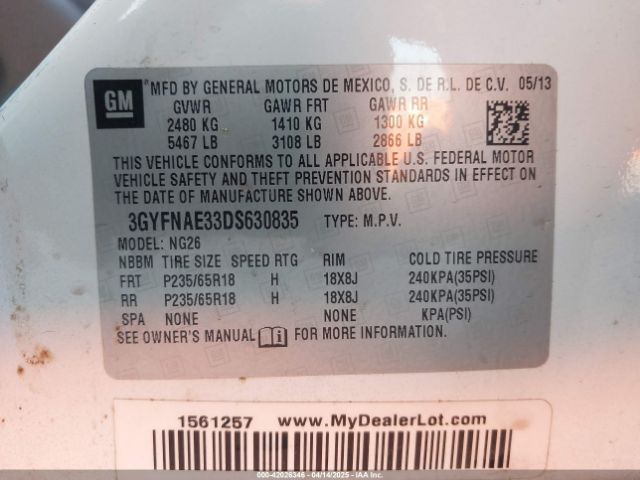 GM MFD BY GENERAL MOTORS DE MEXICO, S. DE R.L. DE C.V. 05/13
GVWR GAWR FRT GAWR RR
2480 KG 1410 KG 1300 KG
5467 LB 3108 LB 2866 LB
THIS VEHICLE CONFORMS TO ALL APPLICABLE U.S. FEDERAL MOTOR
VEHICLE SAFETY AND THEFT PREVENTION STANDARDS IN EFFECT ON
THE DATE OF MANUFACTURE SHOWN ABOVE.
3GYFNAE33DS630835 TYPE: M.P.V.
MODEL: NG26
NBBM TIRE SIZE SPEED RTG RIM COLD TIRE PRESSURE
FRT P235/65R18 H 18X8J 240KPA(35PSI)
RR P235/65R18 H 18X8J 240KPA(35PSI)
SPA NONE NONE KPA(PSI)
SEE OWNER'S MANUAL i FOR MORE INFORMATION.
1561257 www.MyDealerLot.com
000-42026346 - 04/14/2025 - IAAI.com